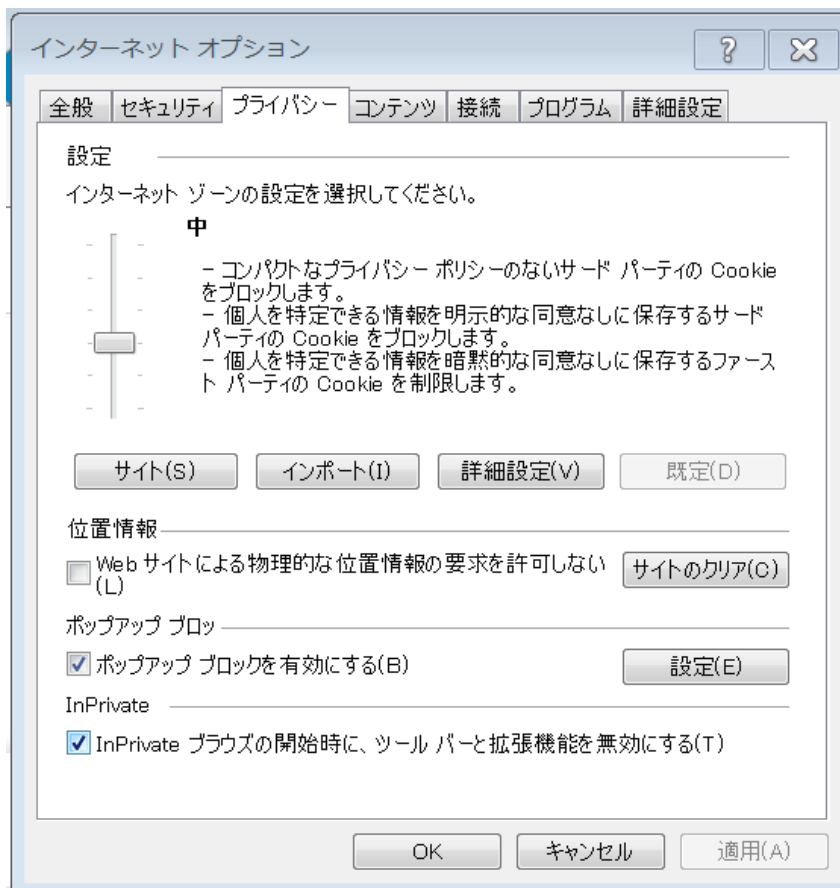 インターネット オプション
全般 セキュリティ プライバシー コンテンツ 接続 プログラム 詳細設定
設定
インターネット ゾーンの設定を選択してください。
中
- コンパクトなプライバシー ポリシーのないサード パーティの Cookie
をブロックします。
- 個人を特定できる情報を明示的な同意なしに保存するサード
パーティの Cookie をブロックします。
- 個人を特定できる情報を暗黙的な同意なしに保存するファース
ト パーティの Cookie を制限します。
サイト(S) インポート(I) 詳細設定(V) 既定(D)
位置情報
Web サイトによる物理的な位置情報の要求を許可しない
(L)
サイトのクリア(C)
ポップアップ ブロッ
ポップアップ ブロックを有効にする(B) 設定(E)
InPrivate
InPrivate ブラウズの開始時に、ツール バーと拡張機能を無効にする(T)
OK キャンセル 適用(A)